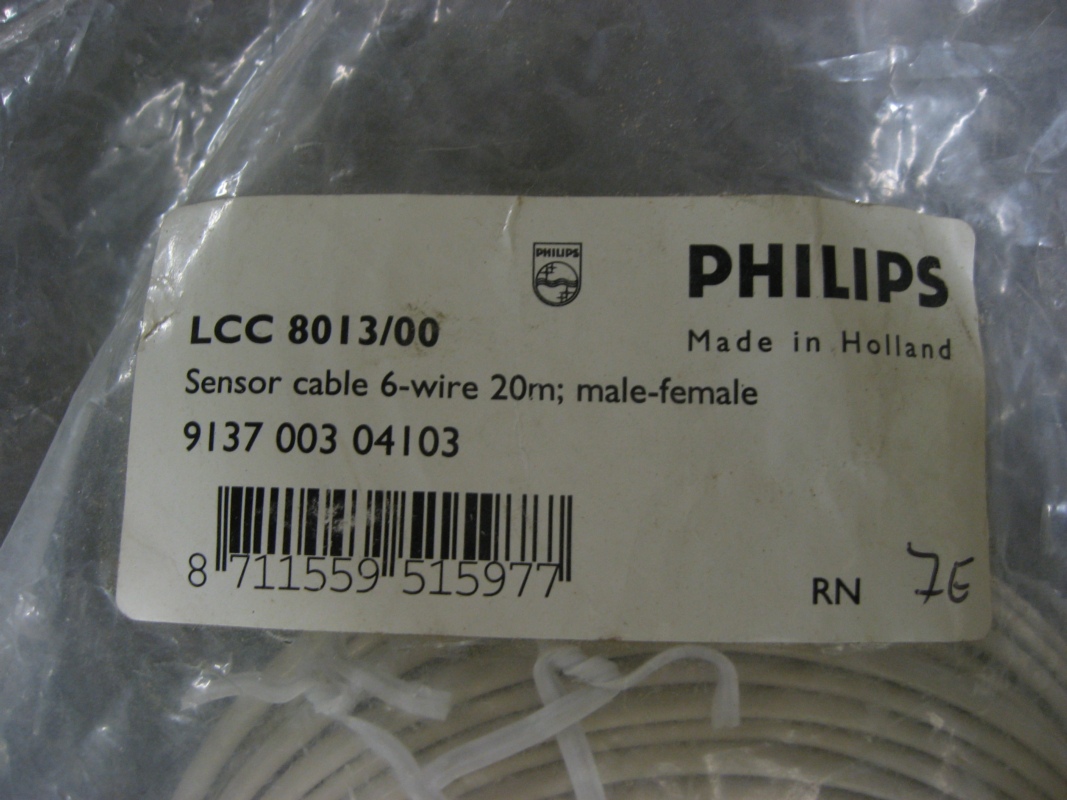 PHILIPS
PHILIPS
Made in Holland
LCC 8013/00
Sensor cable 6-wire 20m; male-female
9137 003 04103
8 711559 515977
RN 7E